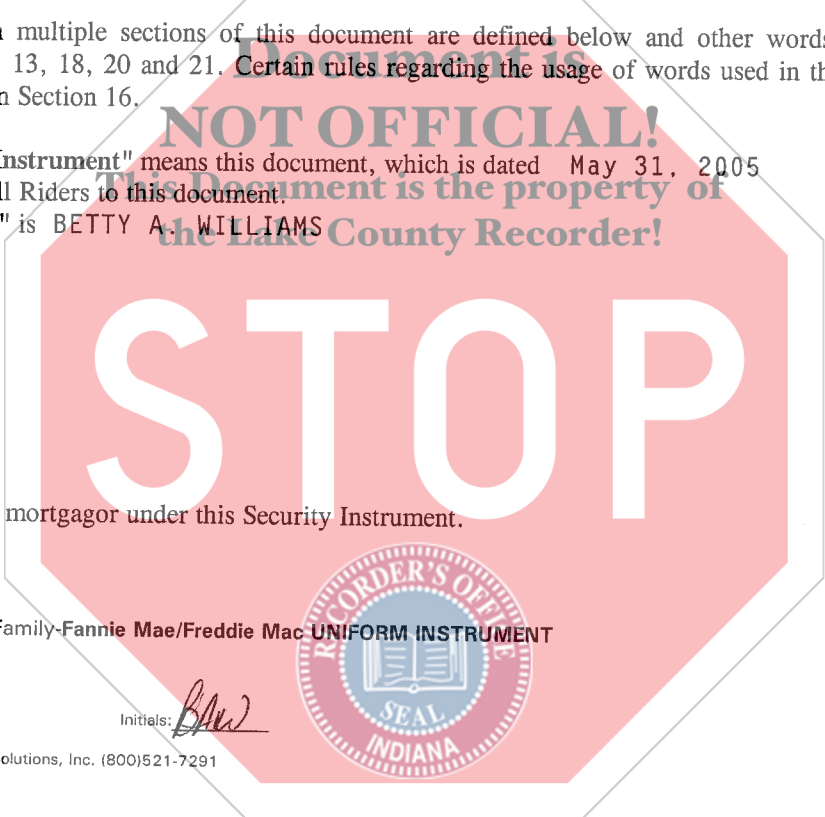 multiple sections of this document are defined below and other words
13, 18, 20 and 21. Certain rules regarding the usage of words used in th
n Section 16.
Document is
NOT OFFICIAL!
Instrument" means this document, which is dated May 31, 2005
ll Riders to this document.
This Document is the property of
" is BETTY A. WILLIAMS
the Lake County Recorder!
STOP
mortgagor under this Security Instrument.
RECORDER'S OFFICE
SEAL
INDIANA
Family-Fannie Mae/Freddie Mac UNIFORM INSTRUMENT
Initials: BAW
olutions, Inc. (800)521-7291